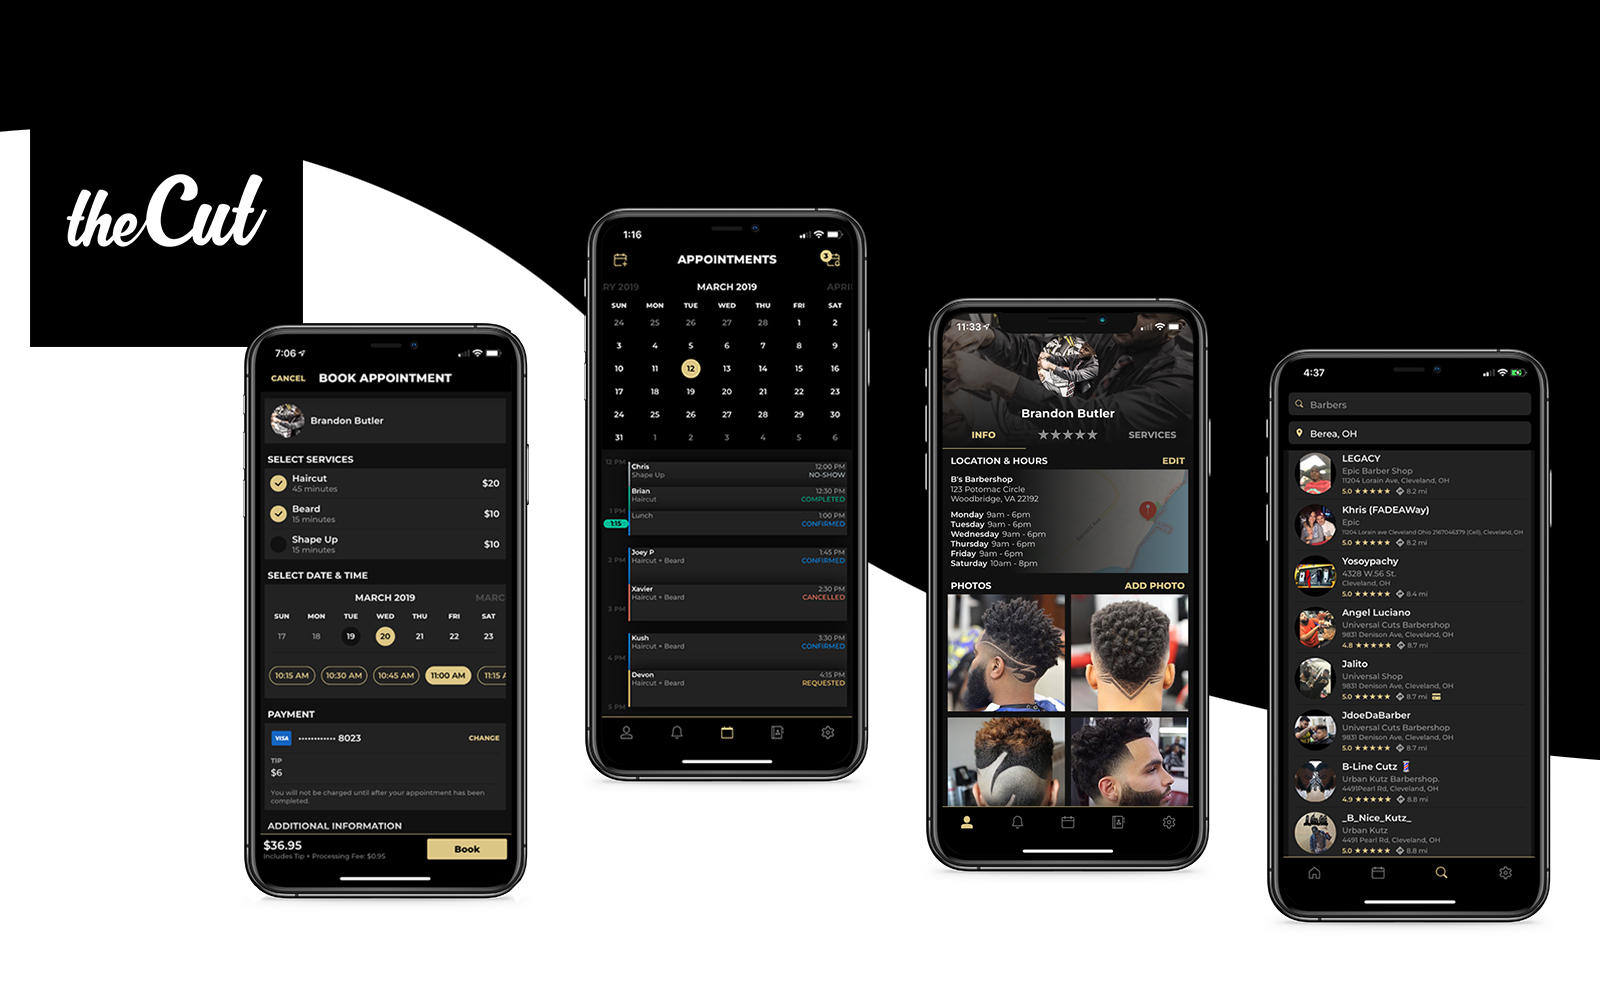 theCut
7:06
CANCEL BOOK APPOINTMENT
Brandon Butler
SELECT SERVICES
Haircut
45 minutes
$20
Beard
15 minutes
$10
Shape Up
15 minutes
$10
SELECT DATE & TIME
MARCH 2019 MARC
SUN MON TUE WED THU FRI SAT
17 18 19 20 21 22 23
10:15 AM 10:30 AM 10:45 AM 11:00 AM 11:15 A
PAYMENT
VISA ············ 8023 CHANGE
TIP
$6
You will not be charged until after your appointment has been
completed.
ADDITIONAL INFORMATION
$36.95
Includes Tip + Processing Fee: $0.95
Book
1:16
APPOINTMENTS
3
RY 2019 MARCH 2019 APRI
SUN MON TUE WED THU FRI SAT
24 25 26 27 28 1 2
3 4 5 6 7 8 9
10 11 12 13 14 15 16
17 18 19 20 21 22 23
24 25 26 27 28 29 30
31 1 2 3 4 5 6
12 PM
Chris 12:00 PM
Shape Up NO-SHOW
Brian 12:30 PM
Haircut COMPLETED
1 PM
Lunch 1:00 PM
CONFIRMED
1:15
Joey P 1:45 PM
Haircut + Beard CONFIRMED
2 PM
Xavier 2:30 PM
Haircut + Beard CANCELLED
3 PM
Kush 3:30 PM
Haircut + Beard CONFIRMED
4 PM
Devon 4:15 PM
Haircut + Beard REQUESTED
5 PM
11:33
Brandon Butler
INFO ★★★★★ SERVICES
LOCATION & HOURS EDIT
B's Barbershop
123 Potomac Circle
Woodbridge, VA 22192
Monday 9am - 6pm
Tuesday 9am - 6pm
Wednesday 9am - 6pm
Thursday 9am - 6pm
Friday 9am - 6pm
Saturday 10am - 8pm
PHOTOS ADD PHOTO
4:37
Barbers
Berea, OH
LEGACY
Epic Barber Shop
11204 Lorain Ave, Cleveland, OH
5.0 ★★★★★ 8.2 mi
Khris (FADEAWay)
Epic
11204 Lorain ave Cleveland Ohio 2167046379 (Cell), Cleveland, OH
5.0 ★★★★★ 8.2 mi
Yosoypachy
4328 W.56 St.
Cleveland, OH
5.0 ★★★★★ 8.4 mi
Angel Luciano
Universal Cuts Barbershop
9831 Denison Ave, Cleveland, OH
4.8 ★★★★★ 8.7 mi
Jalito
Universal Shop
9831 Denison Ave, Cleveland, OH
5.0 ★★★★★ 8.7 mi
JdoeDaBarber
Universal Cuts Barbershop
9831 Denison Ave, Cleveland, OH
5.0 ★★★★★ 8.7 mi
B-Line Cutz 💈
Urban Kutz Barbershop.
4491Pearl Rd, Cleveland, OH
4.9 ★★★★★ 8.8 mi
_B_Nice_Kutz_
Urban Kutz
4491 Pearl Rd, Cleveland, OH
5.0 ★★★★★ 8.8 mi